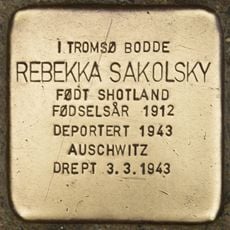 I TROMSØ BODDE
REBEKKA SAKOLSKY
FØDT SHOTLAND
FØDSELSÅR 1912
DEPORTERT 1943
AUSCHWITZ
DREPT 3.3.1943